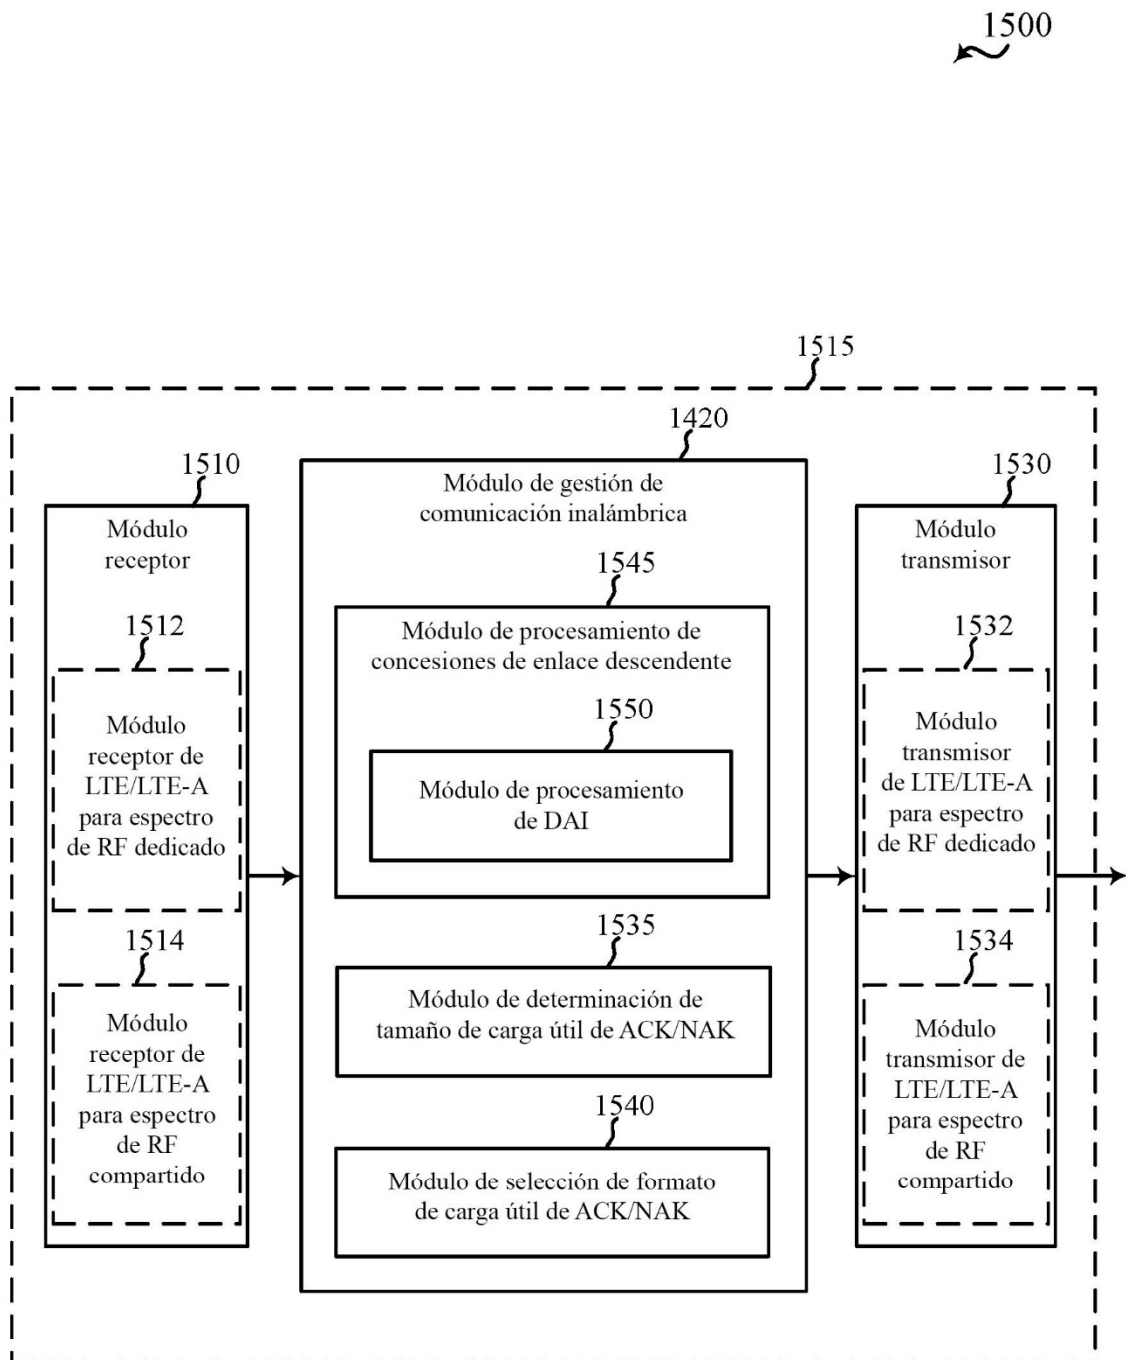 1500
1515
1420
Módulo de gestión de
comunicación inalámbrica
1510
Módulo
receptor
1512
Módulo
receptor de
LTE/LTE-A
para espectro
de RF dedicado
1514
Módulo
receptor de
LTE/LTE-A
para espectro
de RF
compartido
1545
Módulo de procesamiento de
concesiones de enlace descendente
1550
Módulo de procesamiento
de DAI
1535
Módulo de determinación de
tamaño de carga útil de ACK/NAK
1540
Módulo de selección de formato
de carga útil de ACK/NAK
1530
Módulo
transmisor
1532
Módulo
transmisor
de LTE/LTE-A
para espectro
de RF dedicado
1534
Módulo
transmisor de
LTE/LTE-A
para espectro
de RF
compartido